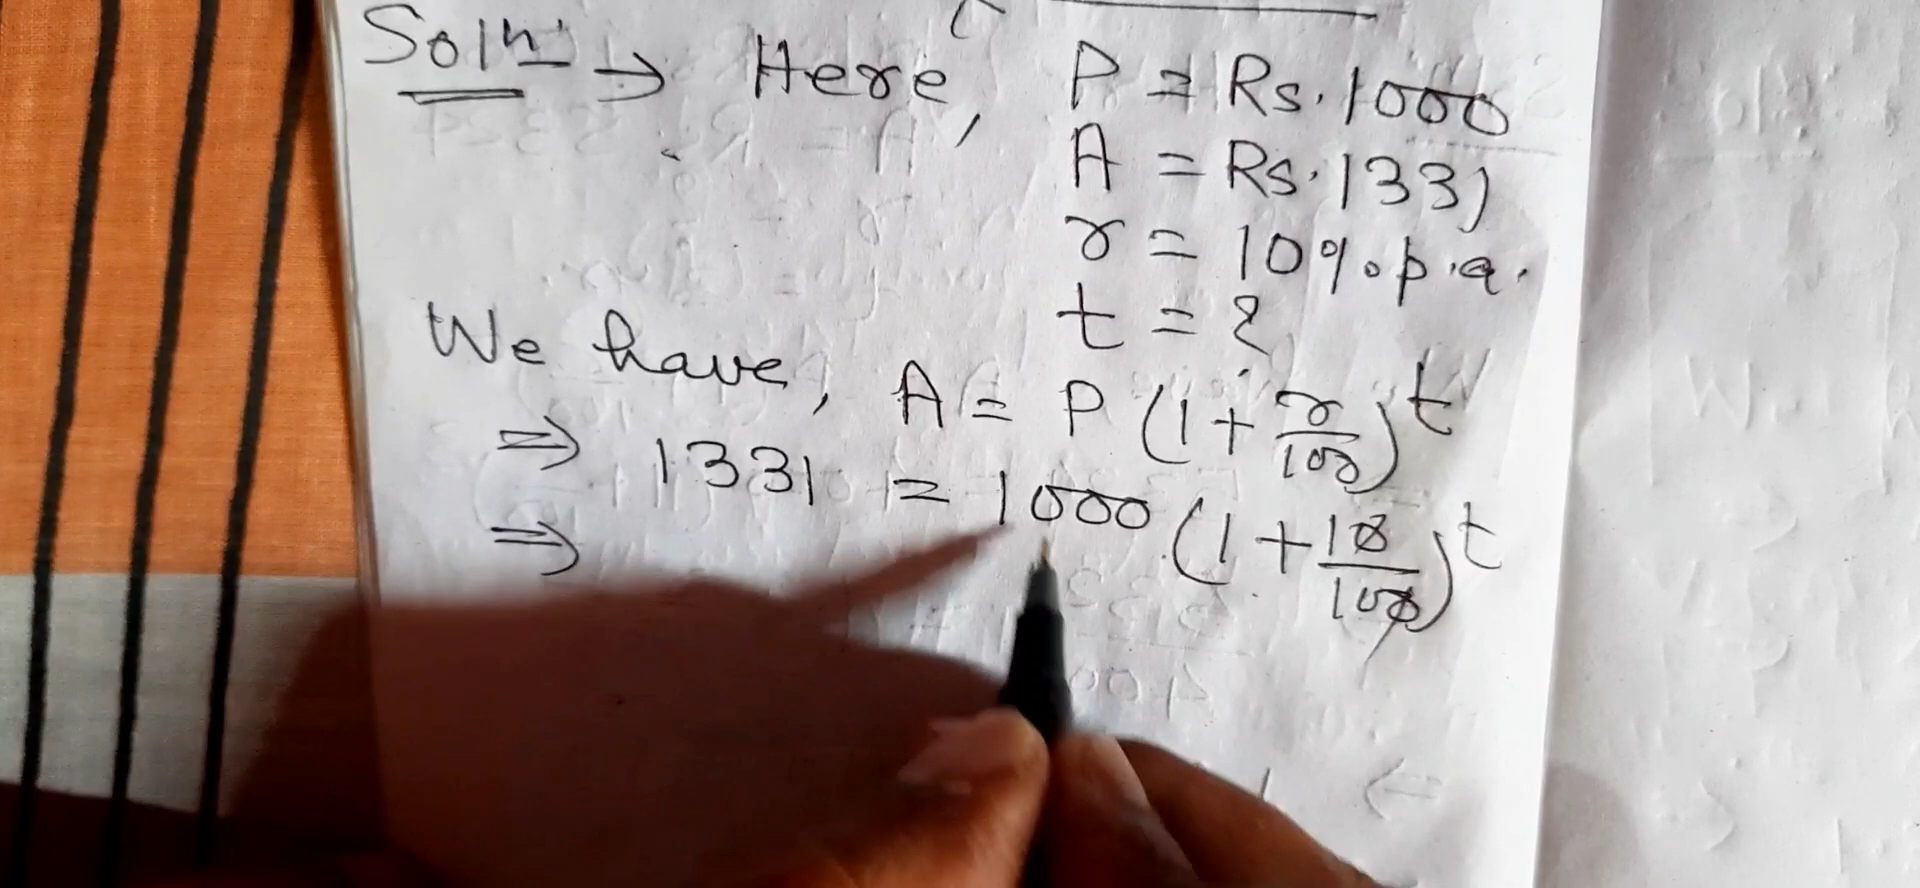 Soln → Here, P = Rs. 1000
A = Rs. 1331
r = 10% p.a.
t = ?
We have, A = P (1 + r/100)^t
⇒ 1331 = 1000 (1 + 10/100)^t
⇒